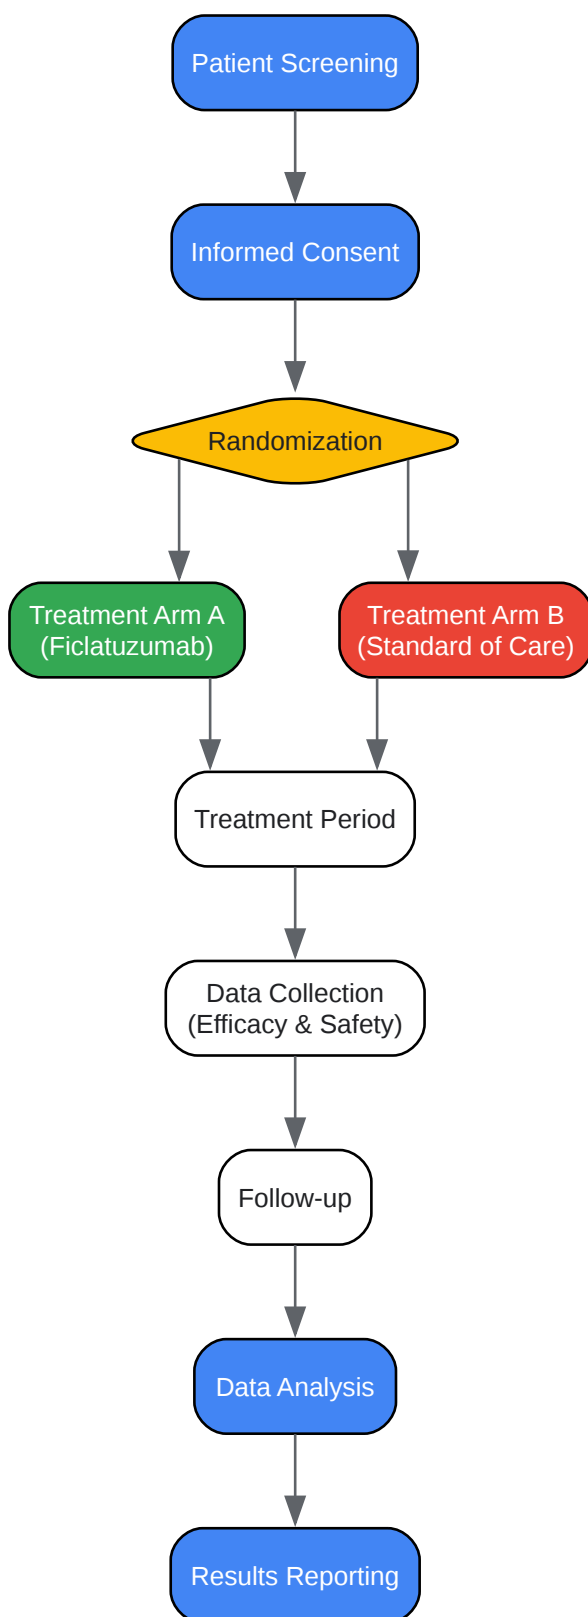 Patient Screening
Informed Consent
Randomization
Treatment Arm A
(Ficlatuzumab)
Treatment Arm B
(Standard of Care)
Treatment Period
Data Collection
(Efficacy & Safety)
Follow-up
Data Analysis
Results Reporting